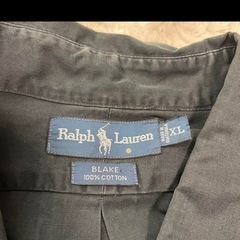 Ralph Lauren
XL
BLAKE
100% COTTON